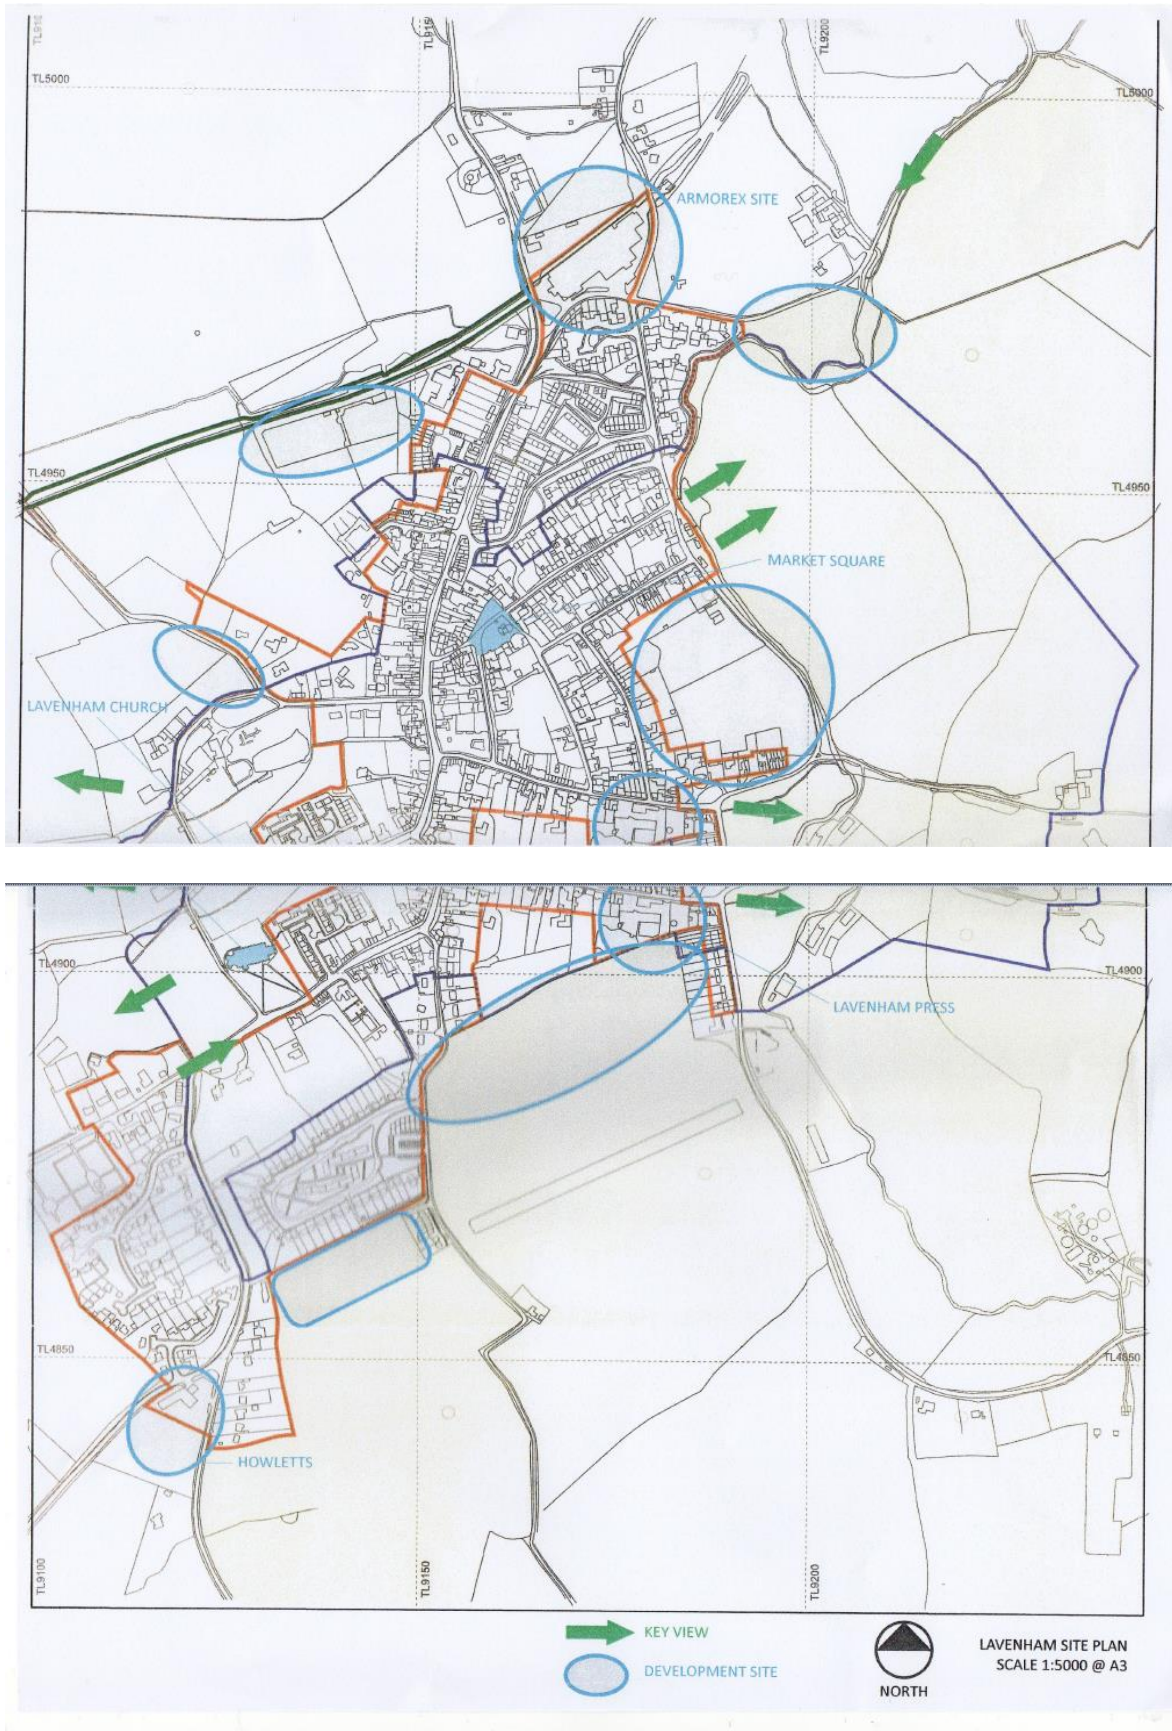 TL9150
TL9200
TL5000
TL5000
ARMOREX SITE
TL4950
TL4950
MARKET SQUARE
LAVENHAM CHURCH
TL4900
TL4900
LAVENHAM PRESS
TL4850
TL4850
HOWLETTS
TL9100
TL9150
TL9200
KEY VIEW
DEVELOPMENT SITE
NORTH
LAVENHAM SITE PLAN
SCALE 1:5000 @ A3